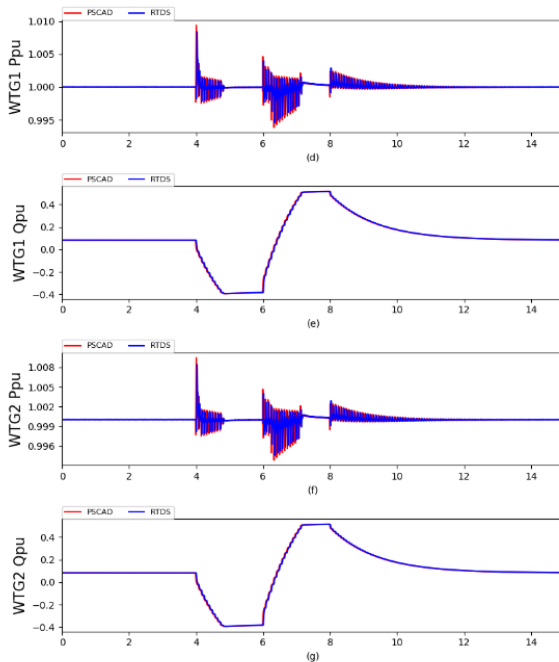 PSCAD RTDS
WTG1 Ppu
1.010
1.005
1.000
0.995
0 2 4 6 8 10 12 14
(d)
PSCAD RTDS
WTG1 Qpu
0.4
0.2
0.0
−0.2
−0.4
0 2 4 6 8 10 12 14
(e)
PSCAD RTDS
WTG2 Ppu
1.008
1.005
1.002
0.999
0.996
0 2 4 6 8 10 12 14
(f)
PSCAD RTDS
WTG2 Qpu
0.4
0.2
0.0
−0.2
−0.4
0 2 4 6 8 10 12 14
(g)